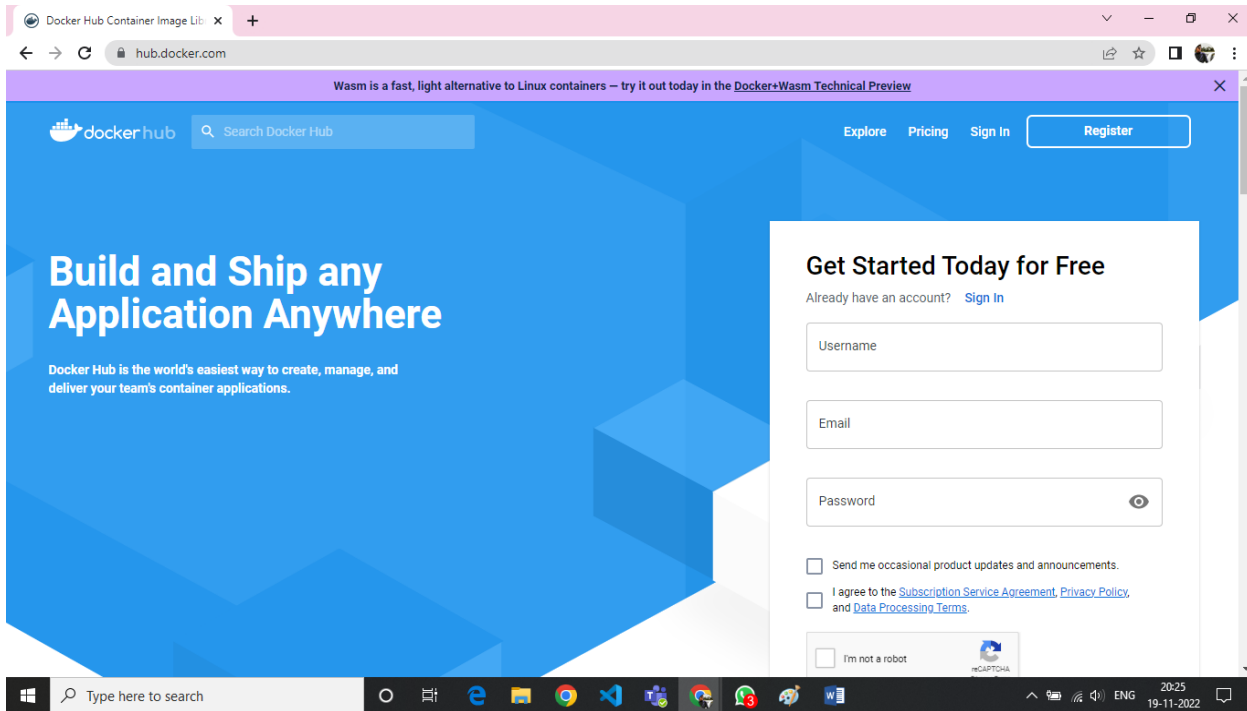 Docker Hub Container Image Lib
hub.docker.com
Wasm is a fast, light alternative to Linux containers — try it out today in the Docker+Wasm Technical Preview
dockerhub
Search Docker Hub
Explore
Pricing
Sign In
Register
Build and Ship any
Application Anywhere
Docker Hub is the world's easiest way to create, manage, and
deliver your team's container applications.
Get Started Today for Free
Already have an account? Sign In
Username
Email
Password
Send me occasional product updates and announcements.
I agree to the Subscription Service Agreement, Privacy Policy,
and Data Processing Terms.
I'm not a robot
reCAPTCHA
Type here to search
3
ENG
20:25
19-11-2022